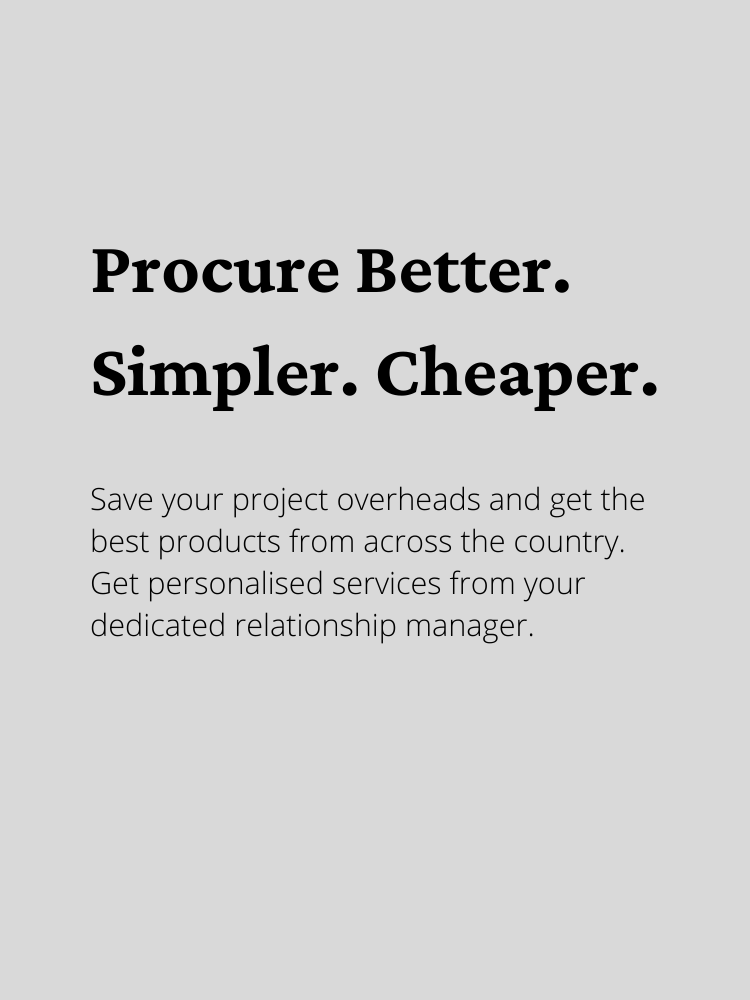 Procure Better.
Simpler. Cheaper.
Save your project overheads and get the
best products from across the country.
Get personalised services from your
dedicated relationship manager.